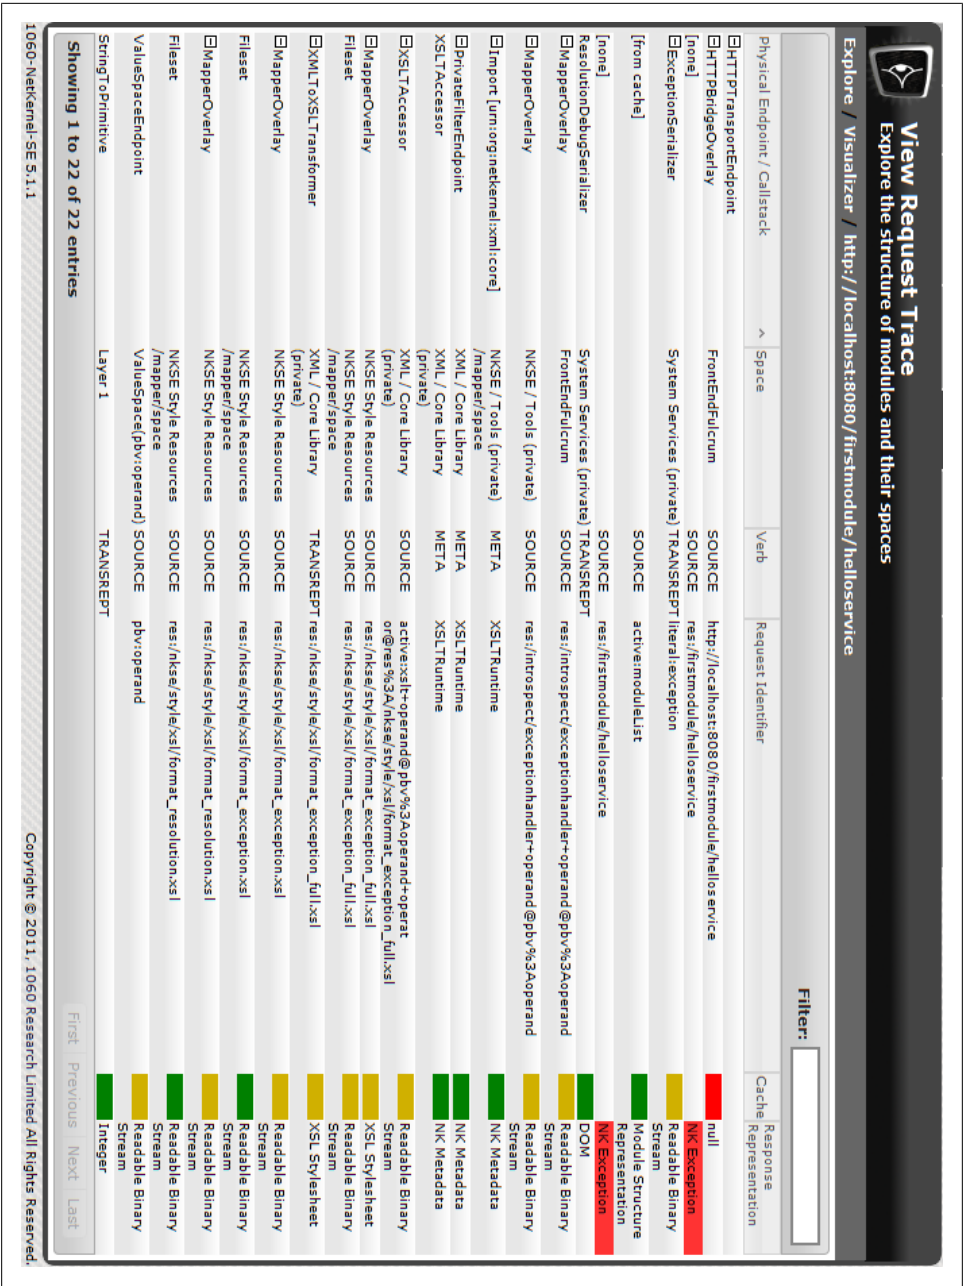 View Request Trace
Explore the structure of modules and their spaces
Explore / Visualizer / http://localhost:8080/firstmodule/helloservice
Filter:
Physical Endpoint / Callstack Space Verb Request Identifier Cache Response Representation
HTTPTransportEndpoint
HTTPBridgeOverlay FrontEndFulcrum SOURCE http://localhost:8080/firstmodule/helloservice null
[none] SOURCE res:/firstmodule/helloservice NK Exception
ExceptionSerializer System Services (private) TRANSREPT literal:exception Readable Binary
Stream
[from cache] SOURCE active:moduleList Module Structure
Representation
[none] SOURCE res:/firstmodule/helloservice NK Exception
ResolutionDebugSerializer System Services (private) TRANSREPT DOM
MapperOverlay FrontEndFulcrum SOURCE res:/introspect/exceptionhandler+operand@pbv%3Aoperand Readable Binary
Stream
MapperOverlay NKSE / Tools (private) SOURCE res:/introspect/exceptionhandler+operand@pbv%3Aoperand Readable Binary
Stream
Import [urn:org:netkernel:xml:core] NKSE / Tools (private) META XSLTRuntime NK Metadata
/mapper/space
PrivateFilterEndpoint XML / Core Library META XSLTRuntime NK Metadata
XSLTAccessor XML / Core Library META XSLTRuntime NK Metadata
(private)
XSLTAccessor XML / Core Library SOURCE active:xslt+operand@pbv%3Aoperand+operat Readable Binary
(private) or@res%3A/nkse/style/xsl/format_exception_full.xsl Stream
MapperOverlay NKSE Style Resources SOURCE res:/nkse/style/xsl/format_exception_full.xsl XSL Stylesheet
Fileset NKSE Style Resources SOURCE res:/nkse/style/xsl/format_exception_full.xsl Readable Binary
/mapper/space Stream
XMLToXSLTransformer XML / Core Library TRANSREPT res:/nkse/style/xsl/format_exception_full.xsl XSL Stylesheet
(private)
MapperOverlay NKSE Style Resources SOURCE res:/nkse/style/xsl/format_exception.xsl Readable Binary
Stream
Fileset NKSE Style Resources SOURCE res:/nkse/style/xsl/format_exception.xsl Readable Binary
/mapper/space Stream
MapperOverlay NKSE Style Resources SOURCE res:/nkse/style/xsl/format_resolution.xsl Readable Binary
Stream
Fileset NKSE Style Resources SOURCE res:/nkse/style/xsl/format_resolution.xsl Readable Binary
/mapper/space Stream
ValueSpaceEndpoint ValueSpace(pbv:operand) SOURCE pbv:operand Readable Binary
Stream
StringToPrimitive Layer 1 TRANSREPT Integer
Showing 1 to 22 of 22 entries First Previous Next Last
1060-NetKernel-SE 5.1.1 Copyright © 2011, 1060 Research Limited All Rights Reserved.